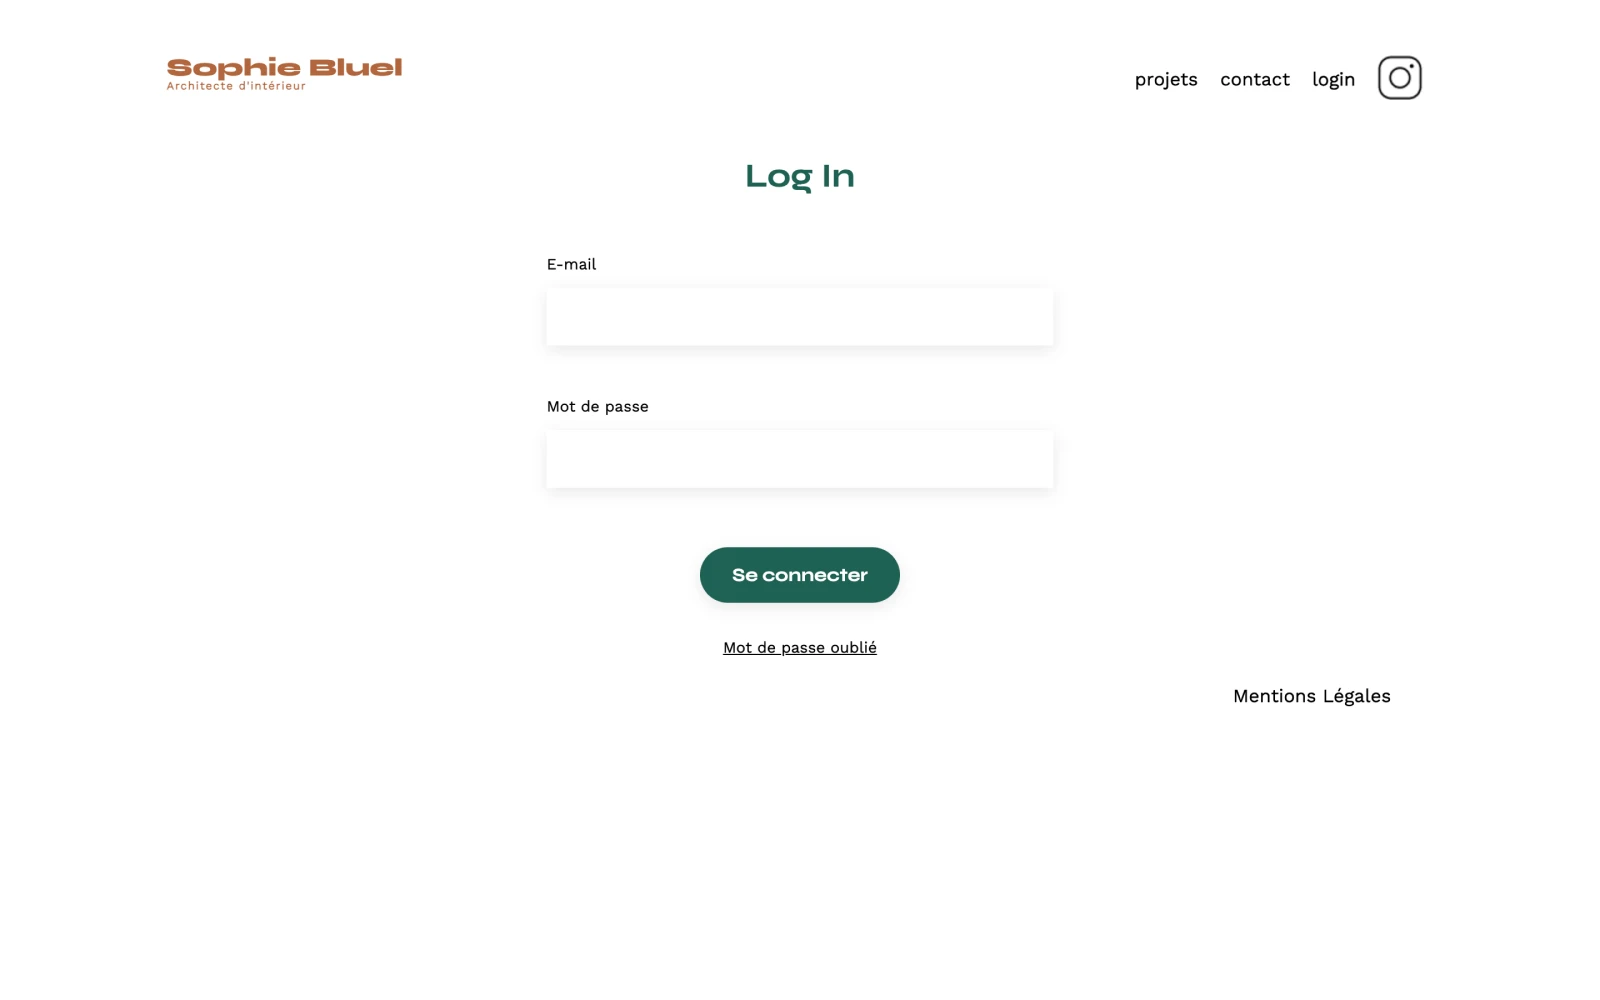 Sophie Bluel
Architecte d'intérieur
projets contact login
Log In
E-mail
Mot de passe
Se connecter
Mot de passe oublié
Mentions Légales